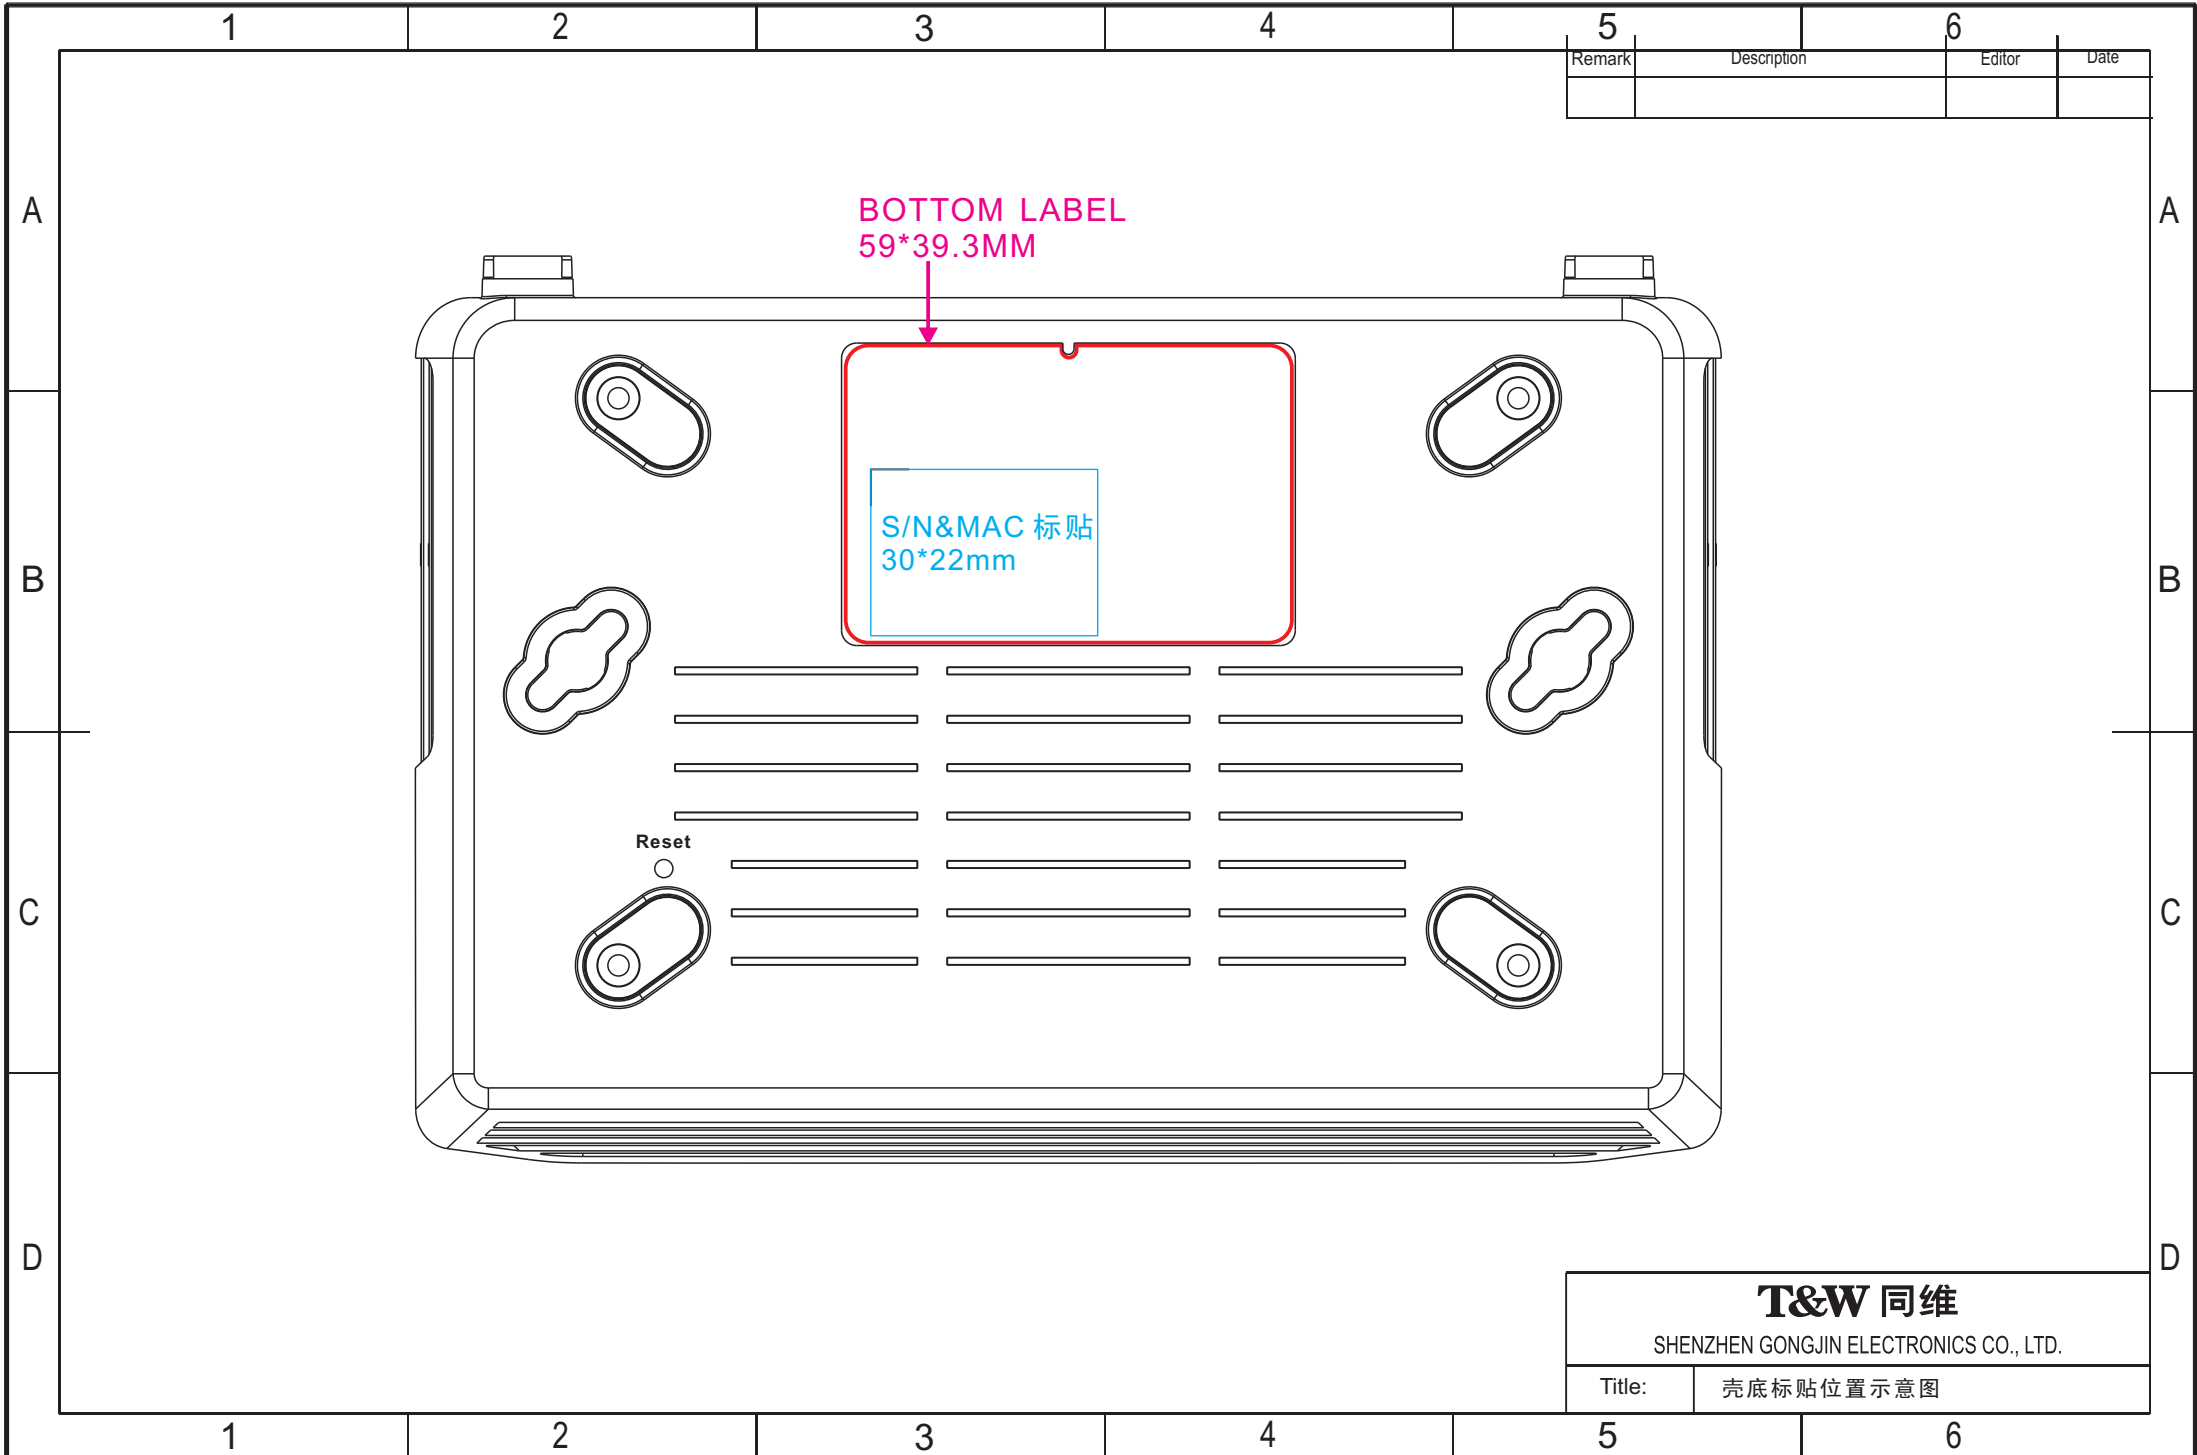 1 2 3 4 5 6
Remark Description Editor Date
A A
BOTTOM LABEL
59*39.3MM
S/N&MAC 标贴
30*22mm
B B
Reset
C C
D D
T&W 同维
SHENZHEN GONGJIN ELECTRONICS CO., LTD.
Title: 壳底标贴位置示意图
1 2 3 4 5 6